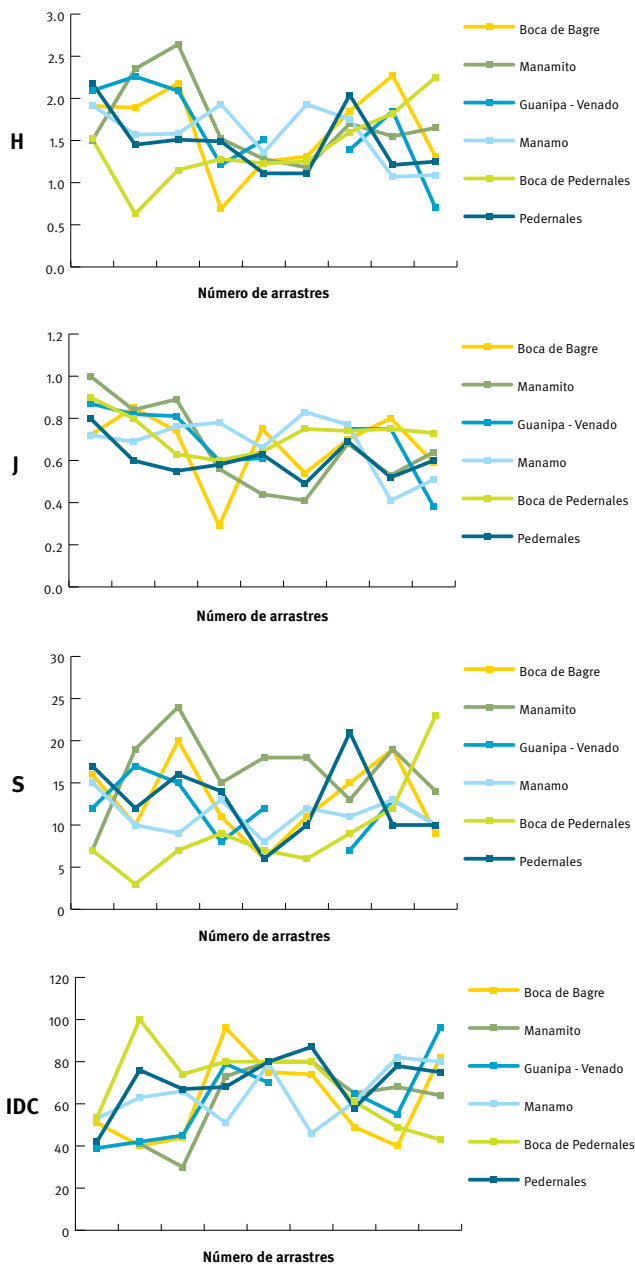 3.0
2.5
2.0
1.5
1.0
0.5
0.0
H
Número de arrastres
Boca de Bagre
Manamito
Guanipa - Venado
Manamo
Boca de Pedernales
Pedernales
1.2
1.0
0.8
0.6
0.4
0.2
0.0
J
Número de arrastres
Boca de Bagre
Manamito
Guanipa - Venado
Manamo
Boca de Pedernales
Pedernales
30
25
20
15
10
5
0
S
Número de arrastres
Boca de Bagre
Manamito
Guanipa - Venado
Manamo
Boca de Pedernales
Pedernales
120
100
80
60
40
20
0
IDC
Número de arrastres
Boca de Bagre
Manamito
Guanipa - Venado
Manamo
Boca de Pedernales
Pedernales